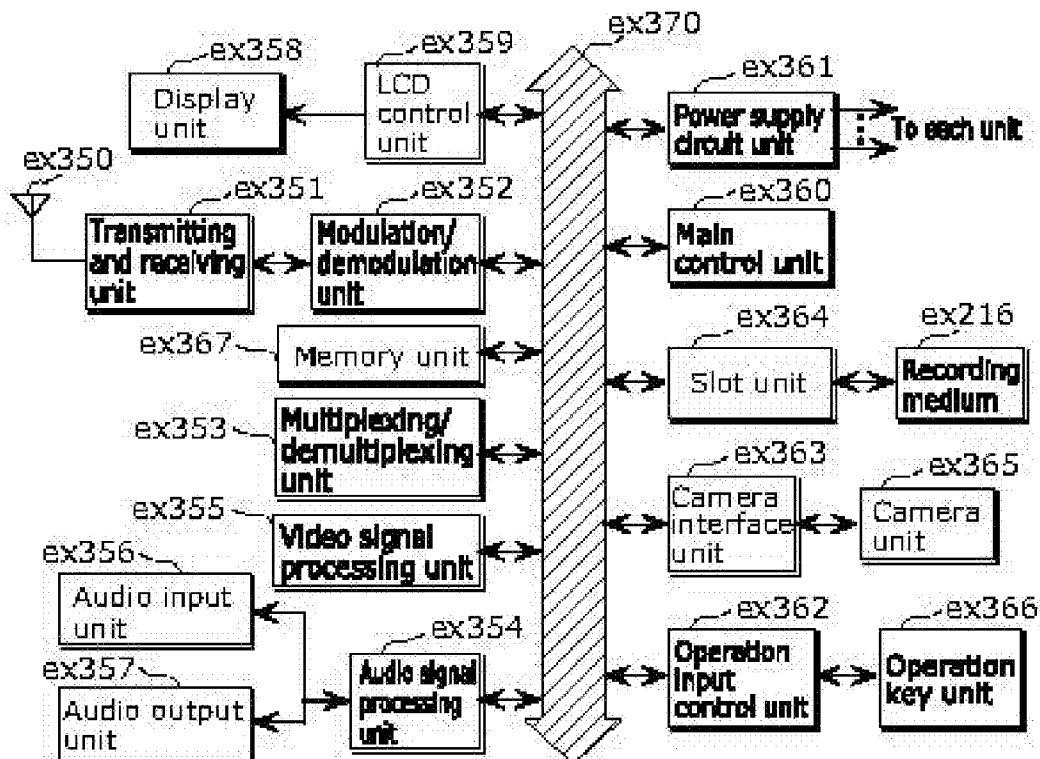 ex358
ex359
ex370
ex361
Display
unit
LCD
control
unit
Power supply
circuit unit
To each unit
ex350
ex351
ex352
ex360
Transmitting
and receiving
unit
Modulation/
demodulation
unit
Main
control unit
ex367
Memory unit
ex364
ex216
Slot unit
Recording
medium
ex353
Multiplexing/
demultiplexing
unit
ex363
ex365
Camera
interface
unit
Camera
unit
ex355
Video signal
processing unit
ex356
Audio input
unit
ex354
ex362
ex366
ex357
Audio output
unit
Audio signal
processing
unit
Operation
input
control unit
Operation
key unit